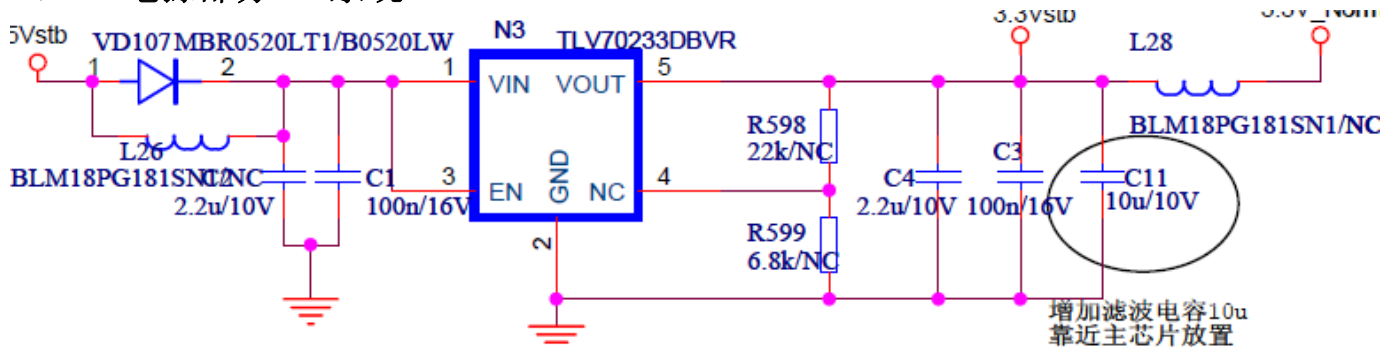 5Vstb
VD107 MBR0520LT1/B0520LW
N3
TLV70233DBVR
3.3Vstb
L28
1
2
1
VIN
VOUT
5
BLM18PG181SN1/NC
L26
BLM18PG181SN1/NC
C2
2.2u/10V
C1
100n/16V
3
EN
GND
NC
4
2
R598
22k/NC
R599
6.8k/NC
C4
2.2u/10V
C3
100n/16V
C11
10u/10V
增加滤波电容10u
靠近主芯片放置